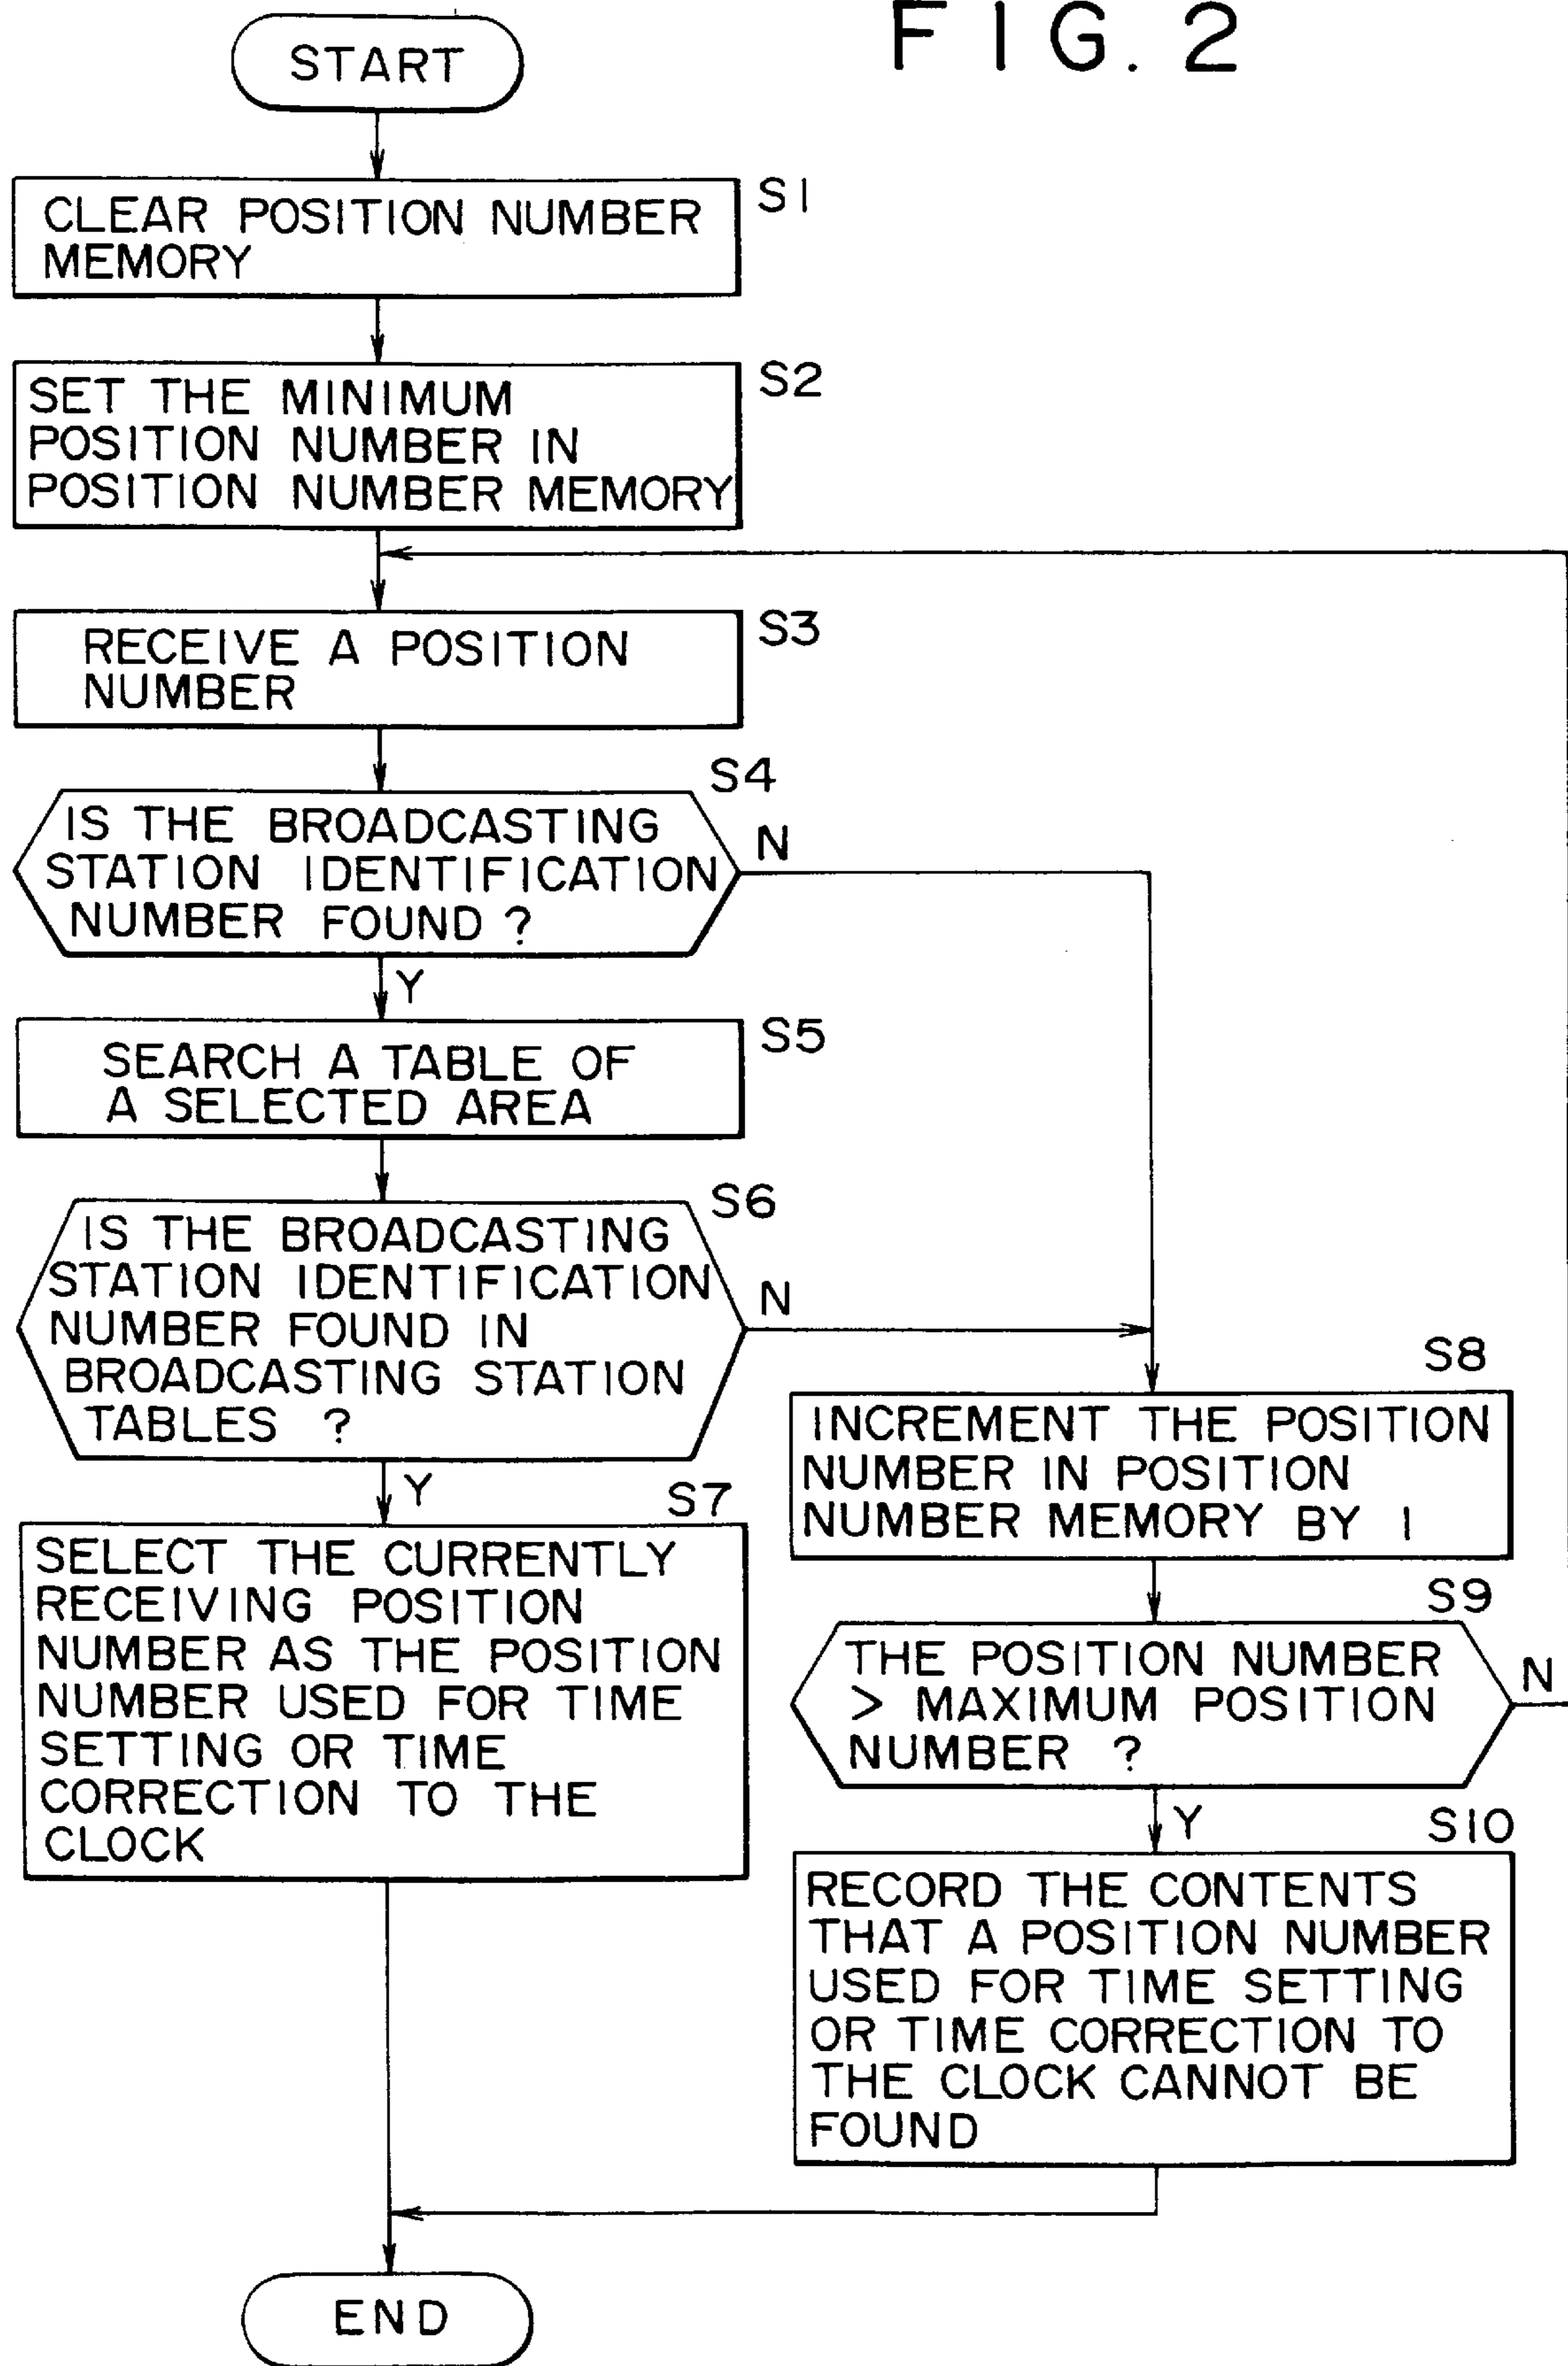 FIG. 2
START
S1
CLEAR POSITION NUMBER
MEMORY
S2
SET THE MINIMUM
POSITION NUMBER IN
POSITION NUMBER MEMORY
S3
RECEIVE A POSITION
NUMBER
S4
IS THE BROADCASTING
STATION IDENTIFICATION
NUMBER FOUND ?
N
Y
S5
SEARCH A TABLE OF
A SELECTED AREA
S6
IS THE BROADCASTING
STATION IDENTIFICATION
NUMBER FOUND IN
BROADCASTING STATION
TABLES ?
N
Y
S7
SELECT THE CURRENTLY
RECEIVING POSITION
NUMBER AS THE POSITION
NUMBER USED FOR TIME
SETTING OR TIME
CORRECTION TO THE
CLOCK
S8
INCREMENT THE POSITION
NUMBER IN POSITION
NUMBER MEMORY BY 1
S9
THE POSITION NUMBER
> MAXIMUM POSITION
NUMBER ?
N
Y
S10
RECORD THE CONTENTS
THAT A POSITION NUMBER
USED FOR TIME SETTING
OR TIME CORRECTION TO
THE CLOCK CANNOT BE
FOUND
END